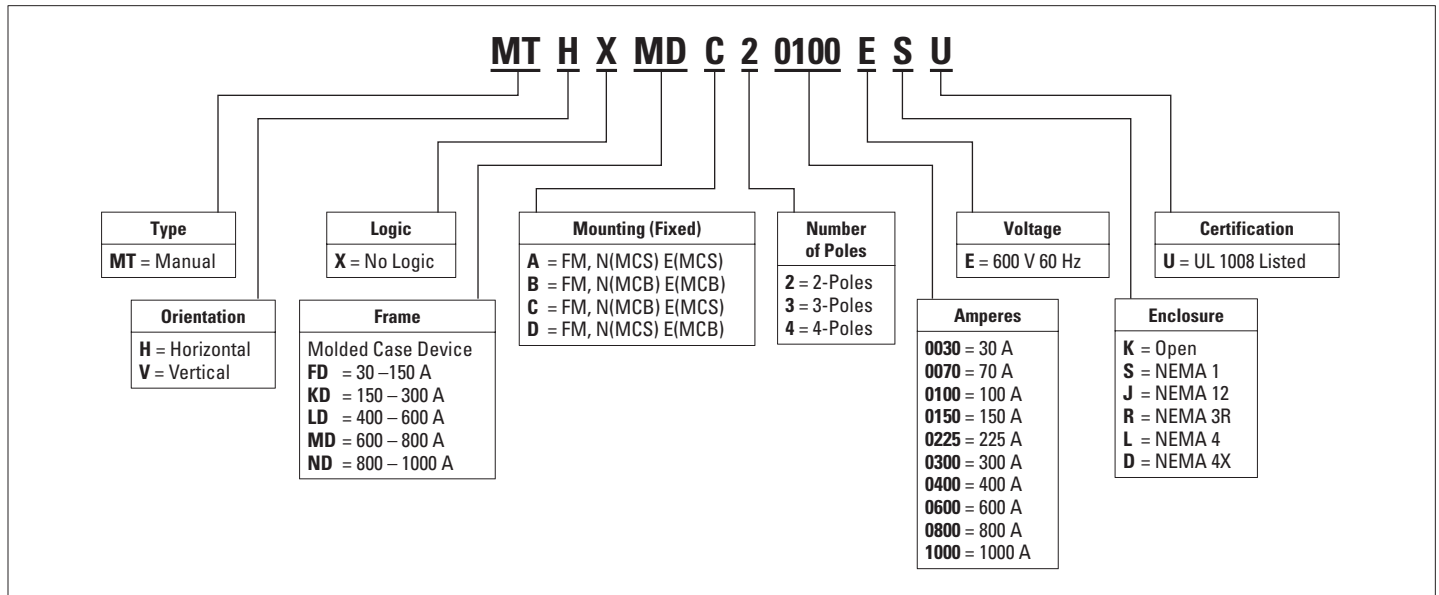 MT H X MD C 2 0100 E S U
Type
MT = Manual
Orientation
H = Horizontal
V = Vertical
Logic
X = No Logic
Frame
Molded Case Device
FD = 30 –150 A
KD = 150 – 300 A
LD = 400 – 600 A
MD = 600 – 800 A
ND = 800 – 1000 A
Mounting (Fixed)
A = FM, N(MCS) E(MCS)
B = FM, N(MCB) E(MCB)
C = FM, N(MCB) E(MCS)
D = FM, N(MCS) E(MCB)
Number
of Poles
2 = 2-Poles
3 = 3-Poles
4 = 4-Poles
Amperes
0030 = 30 A
0070 = 70 A
0100 = 100 A
0150 = 150 A
0225 = 225 A
0300 = 300 A
0400 = 400 A
0600 = 600 A
0800 = 800 A
1000 = 1000 A
Voltage
E = 600 V 60 Hz
Enclosure
K = Open
S = NEMA 1
J = NEMA 12
R = NEMA 3R
L = NEMA 4
D = NEMA 4X
Certification
U = UL 1008 Listed